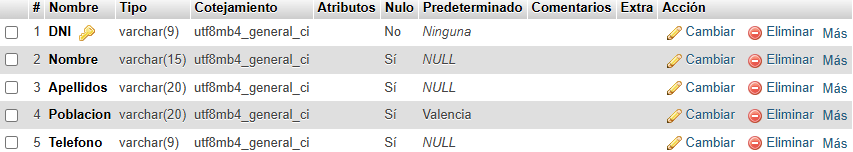 # Nombre Tipo Cotejamiento Atributos Nulo Predeterminado Comentarios Extra Acción
1 DNI varchar(9) utf8mb4_general_ci No Ninguna Cambiar Eliminar Más
2 Nombre varchar(15) utf8mb4_general_ci Sí NULL Cambiar Eliminar Más
3 Apellidos varchar(20) utf8mb4_general_ci Sí NULL Cambiar Eliminar Más
4 Poblacion varchar(20) utf8mb4_general_ci Sí Valencia Cambiar Eliminar Más
5 Telefono varchar(9) utf8mb4_general_ci Sí NULL Cambiar Eliminar Más